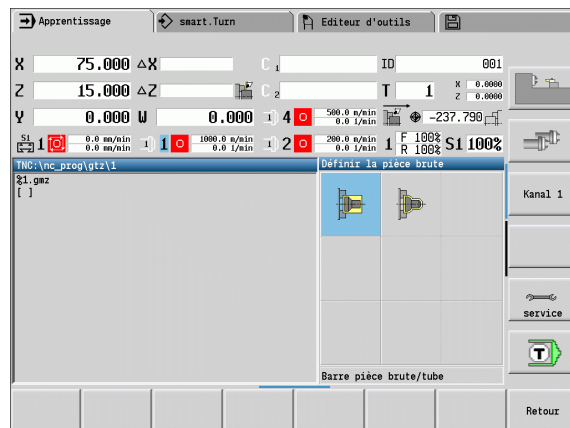 Apprentissage smart.Turn Editeur d'outils
X 75.000 △X C 1 ID 001
Z 15.000 △Z C 2 T 1 X 0.0000
Z 0.0000
Y 0.000 W 0.000 4 500.0 m/min
0.0 1/min -237.790
S1 1 0.0 mm/min
0.0 mm/min 1 1000.0 m/min
0.0 1/min 2 200.0 m/min
0.0 1/min 1 F 100%
R 100% S1 100%
TNC:\nc_prog\gtz\1 Définir la pièce brute
%1.gmz
[ ]
Kanal 1
service
T
Barre pièce brute/tube
Retour